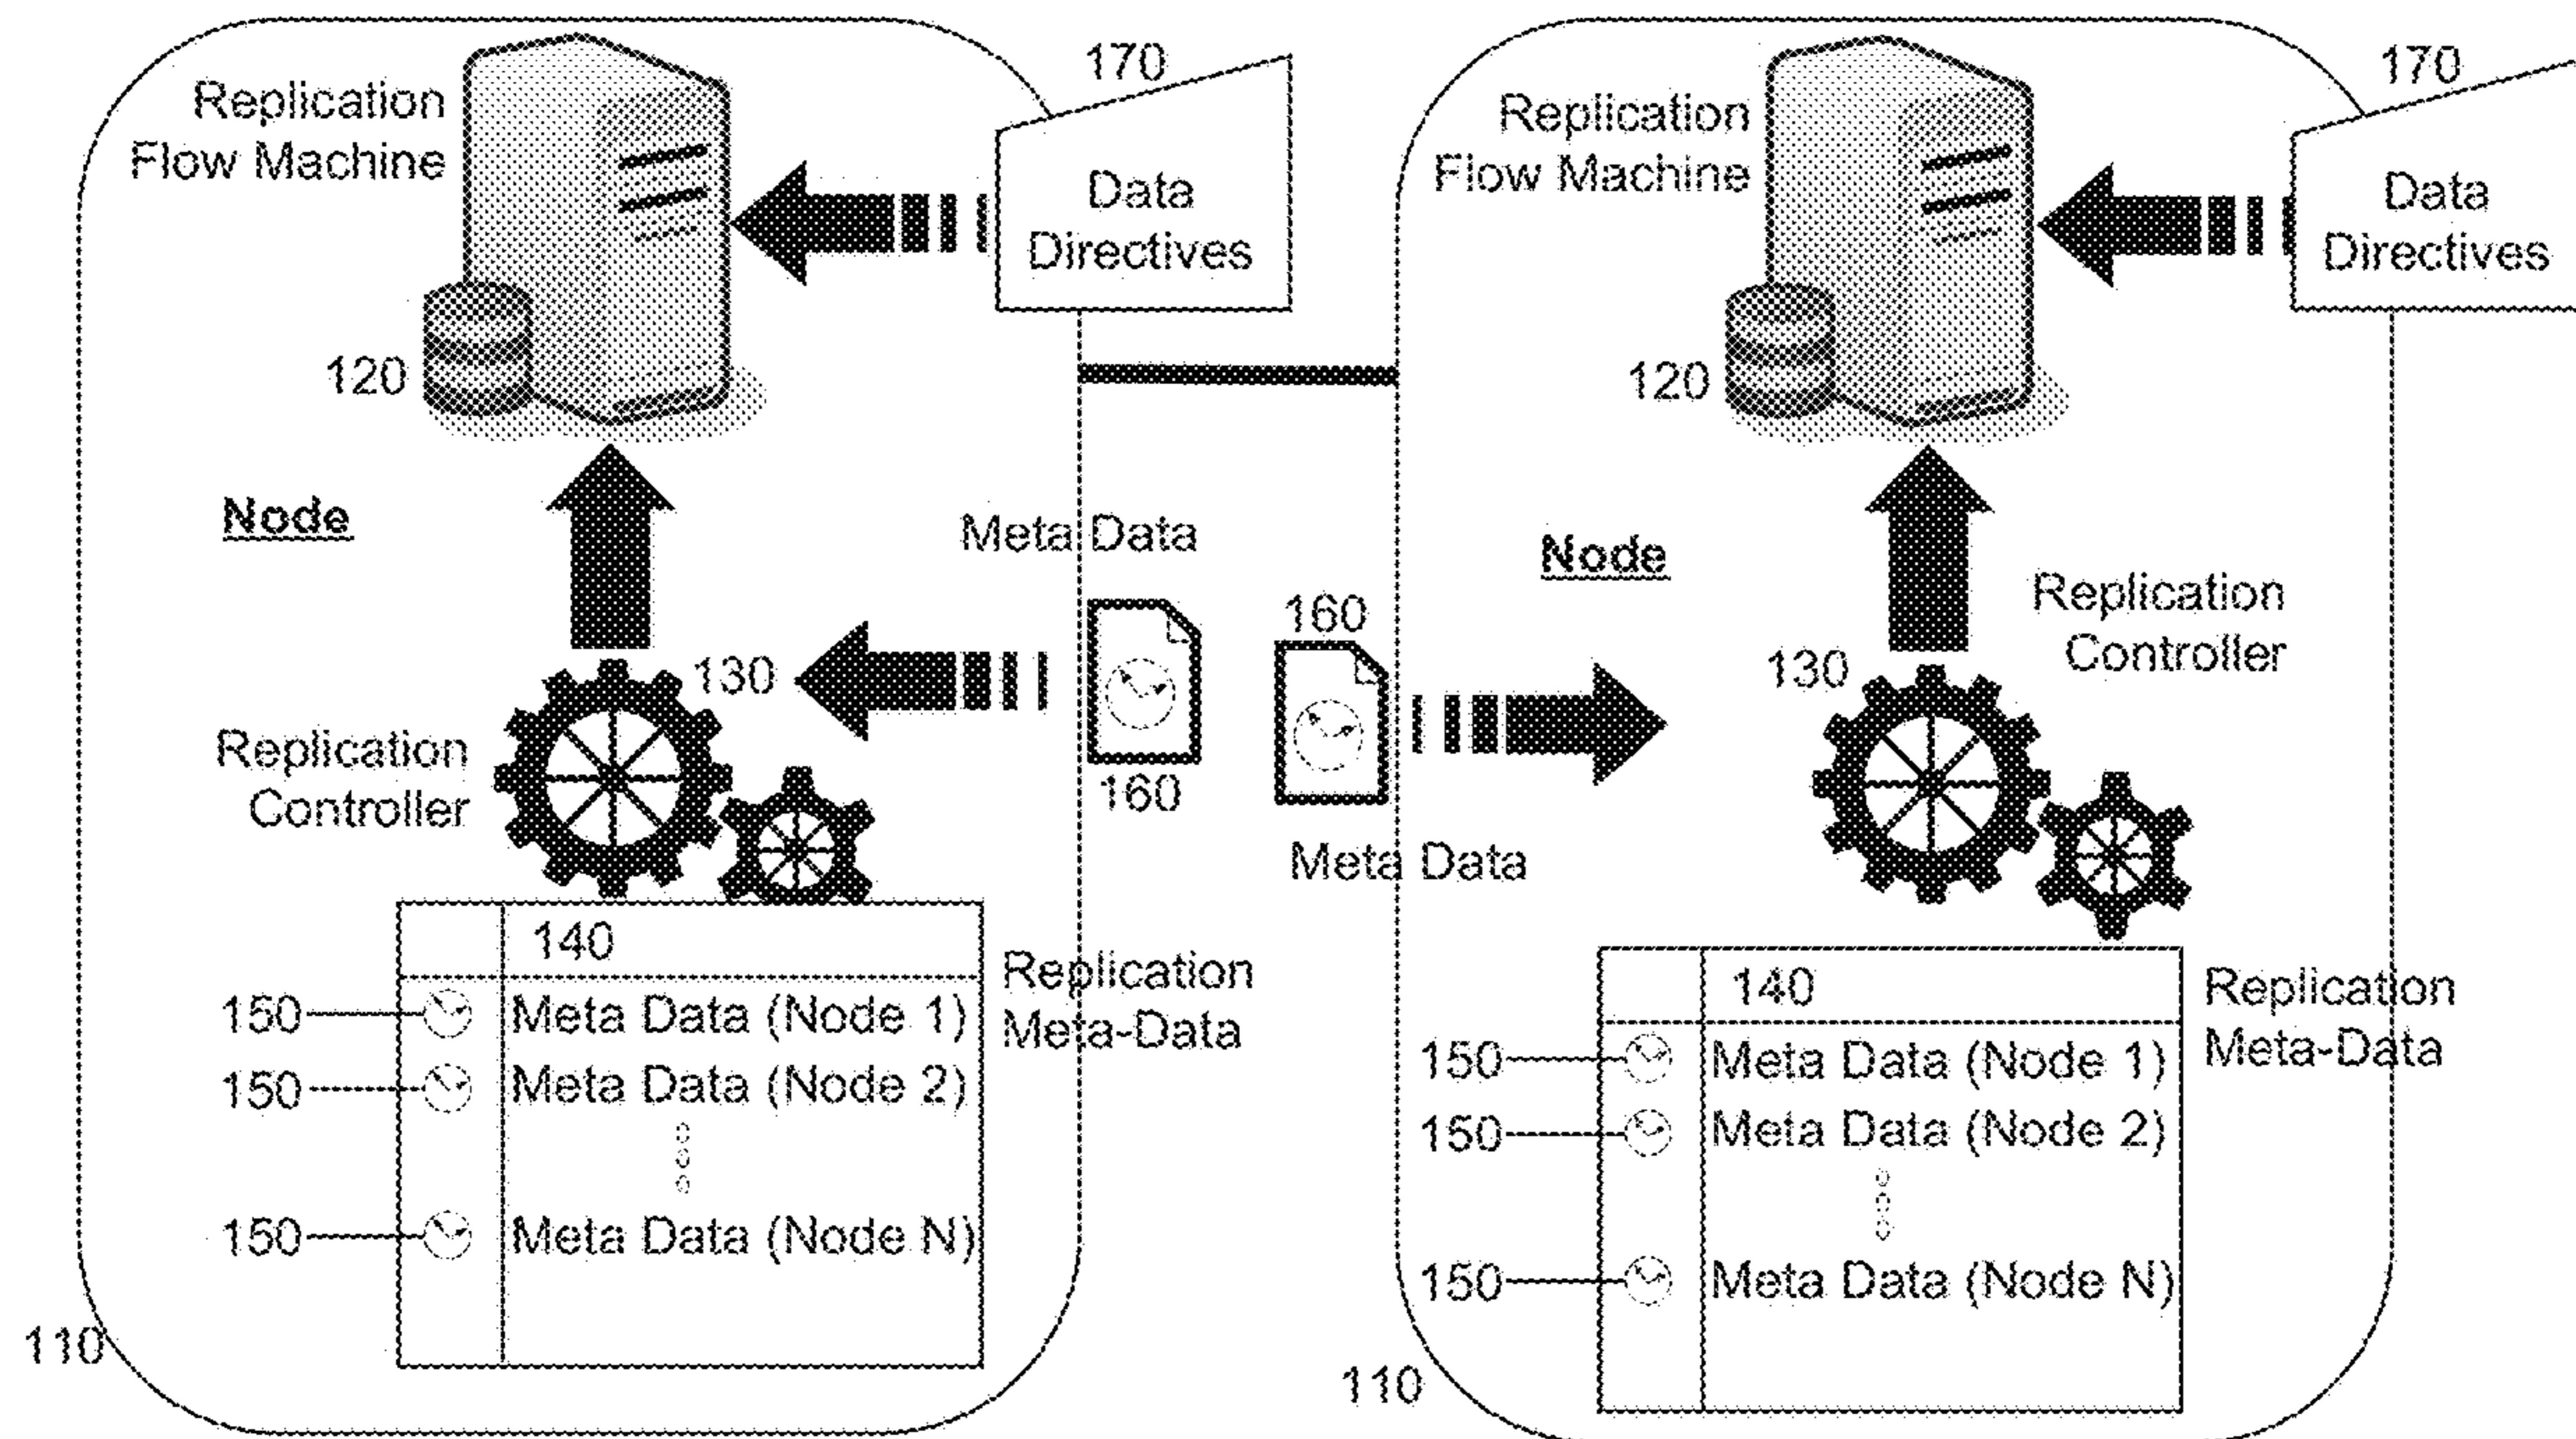 170
Replication
Flow Machine
Data
Directives
120
Node
Meta Data
160
130
Replication
Controller
140
Replication
Meta-Data
150
Meta Data (Node 1)
150
Meta Data (Node 2)
150
Meta Data (Node N)
110
170
Replication
Flow Machine
Data
Directives
120
Node
160
Meta Data
Replication
Controller
130
140
Replication
Meta-Data
150
Meta Data (Node 1)
150
Meta Data (Node 2)
150
Meta Data (Node N)
110